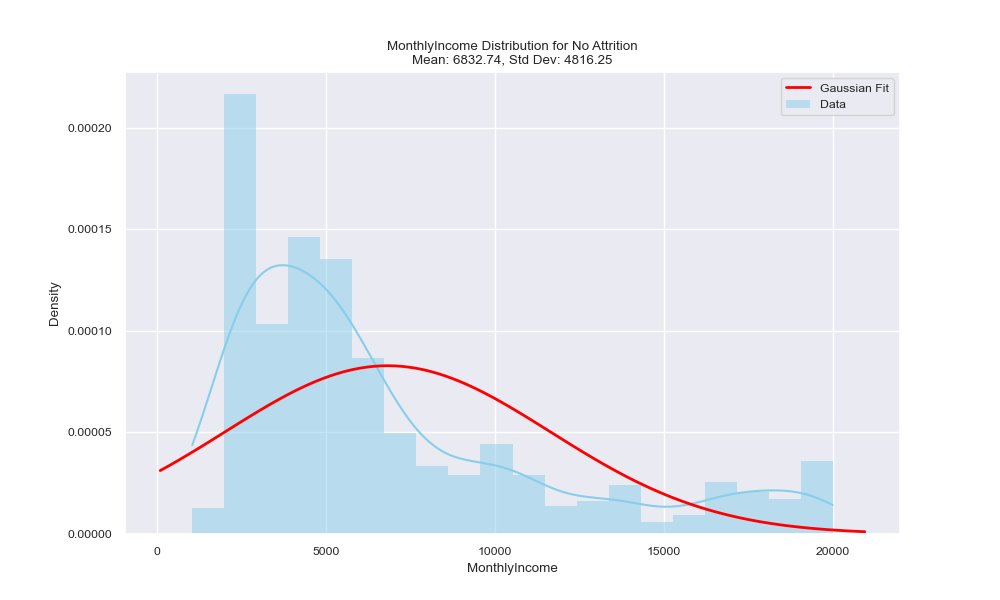 MonthlyIncome Distribution for No Attrition
Mean: 6832.74, Std Dev: 4816.25
Gaussian Fit
Data
Density
0.00020
0.00015
0.00010
0.00005
0.00000
0
5000
10000
15000
20000
MonthlyIncome